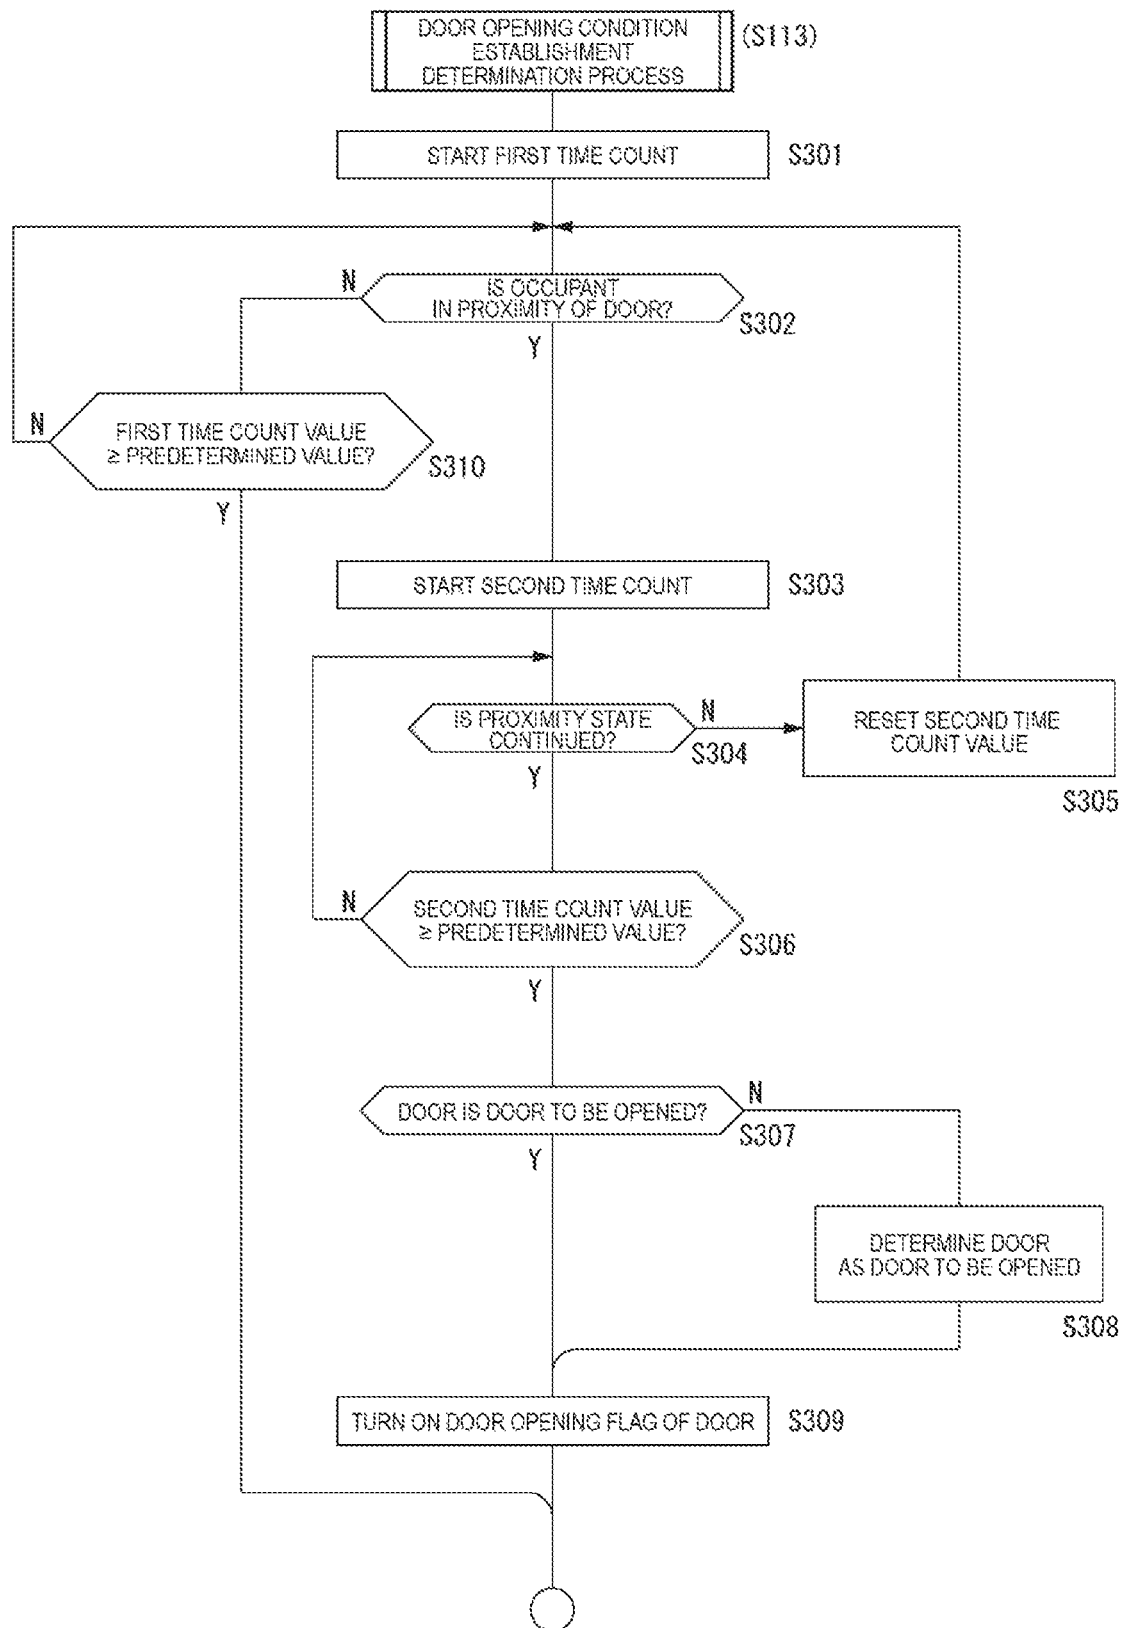 DOOR OPENING CONDITION
ESTABLISHMENT
DETERMINATION PROCESS
(S113)
START FIRST TIME COUNT
S301
N
IS OCCUPANT
IN PROXIMITY OF DOOR?
S302
Y
N
FIRST TIME COUNT VALUE
≥ PREDETERMINED VALUE?
S310
Y
START SECOND TIME COUNT
S303
IS PROXIMITY STATE
CONTINUED?
N
S304
Y
RESET SECOND TIME
COUNT VALUE
S305
N
SECOND TIME COUNT VALUE
≥ PREDETERMINED VALUE?
S306
Y
DOOR IS DOOR TO BE OPENED?
N
S307
Y
DETERMINE DOOR
AS DOOR TO BE OPENED
S308
TURN ON DOOR OPENING FLAG OF DOOR
S309